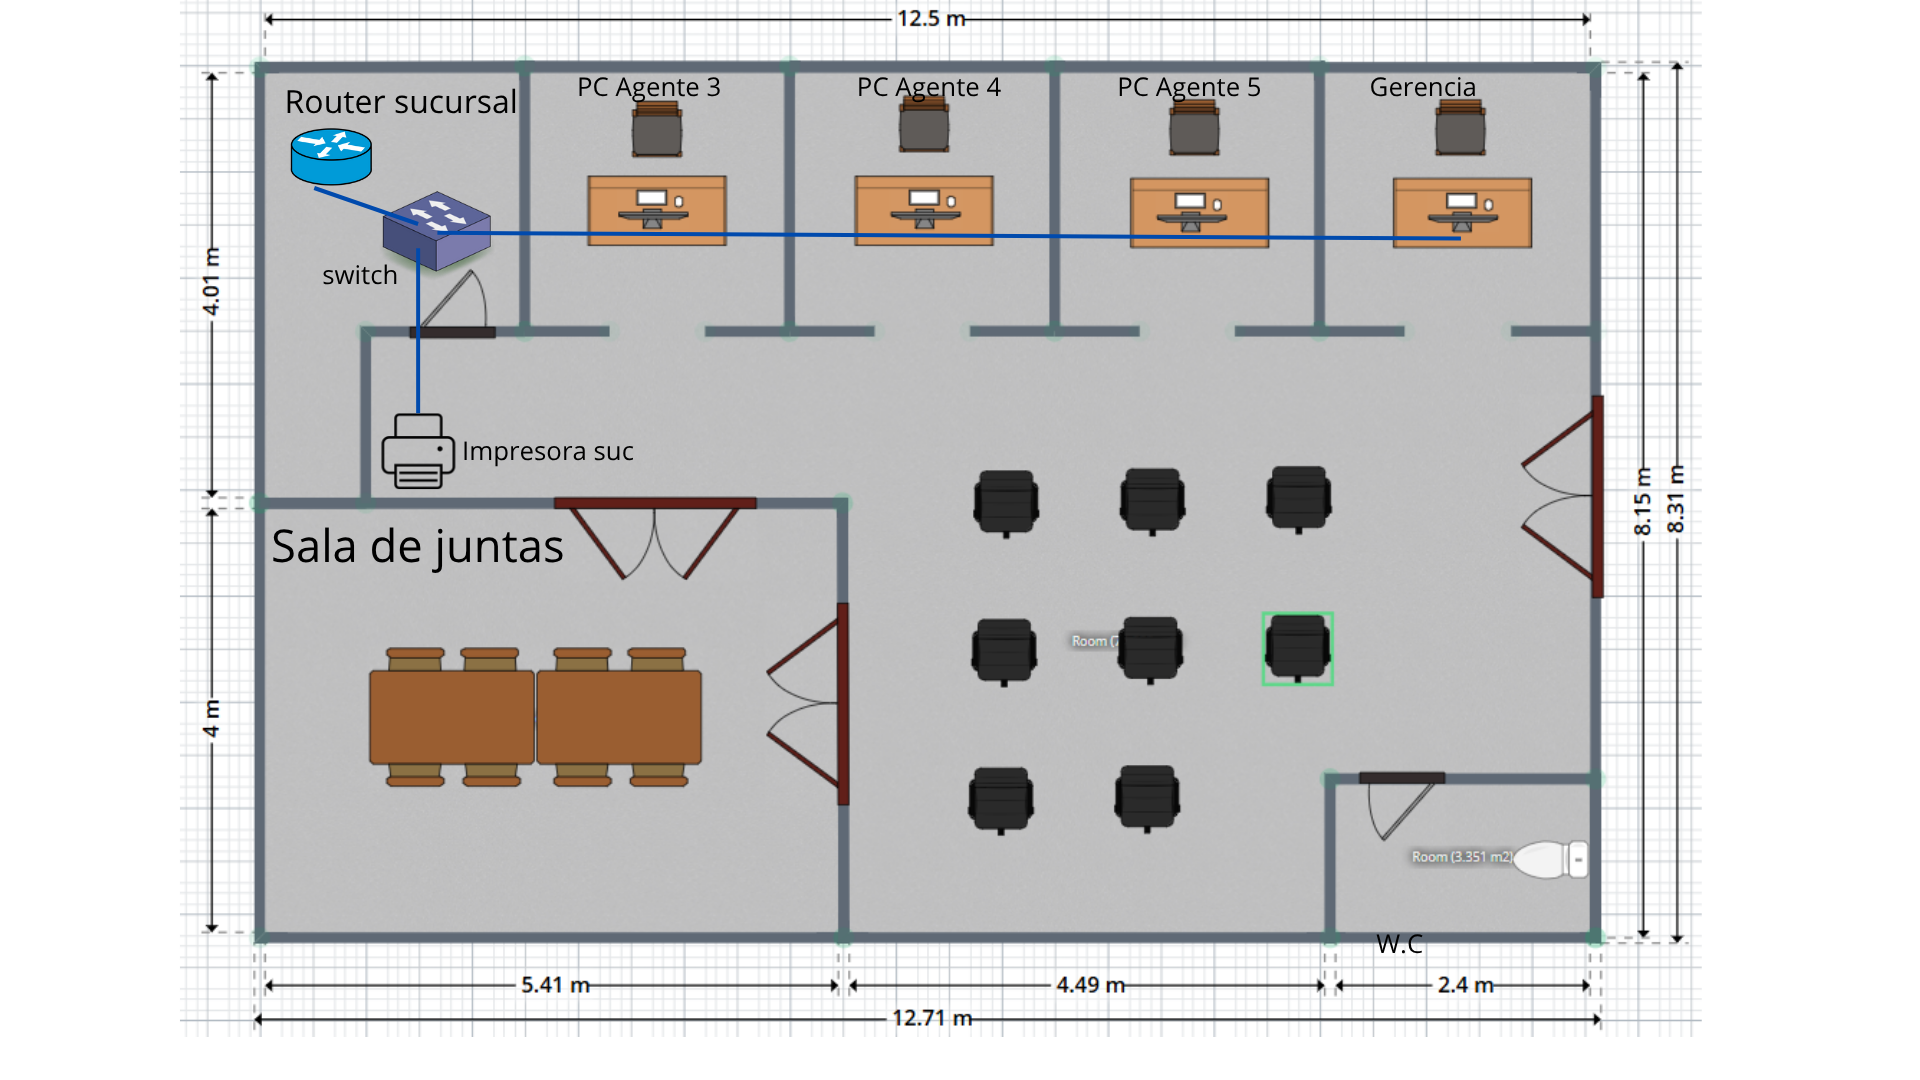 12.5 m
PC Agente 3
PC Agente 4
PC Agente 5
Gerencia
Router sucursal
switch
4.01 m
Impresora suc
8.15 m
8.31 m
Sala de juntas
Room (7
4 m
Room (3.351 m2)
W.C
5.41 m
4.49 m
2.4 m
12.71 m